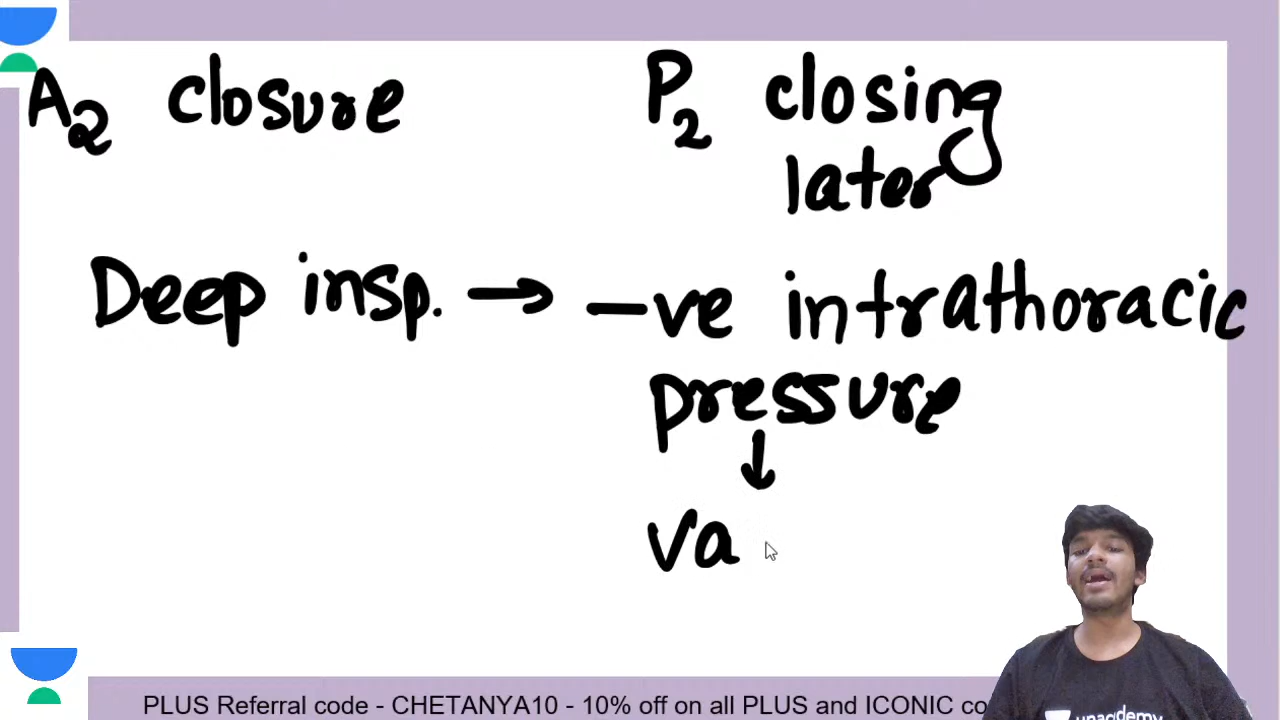 A2 closure
P2 closing
later
Deep insp. → -ve intrathoracic
pressure
↓
va
PLUS Referral code - CHETANYA10 - 10% off on all PLUS and ICONIC co
unacademy